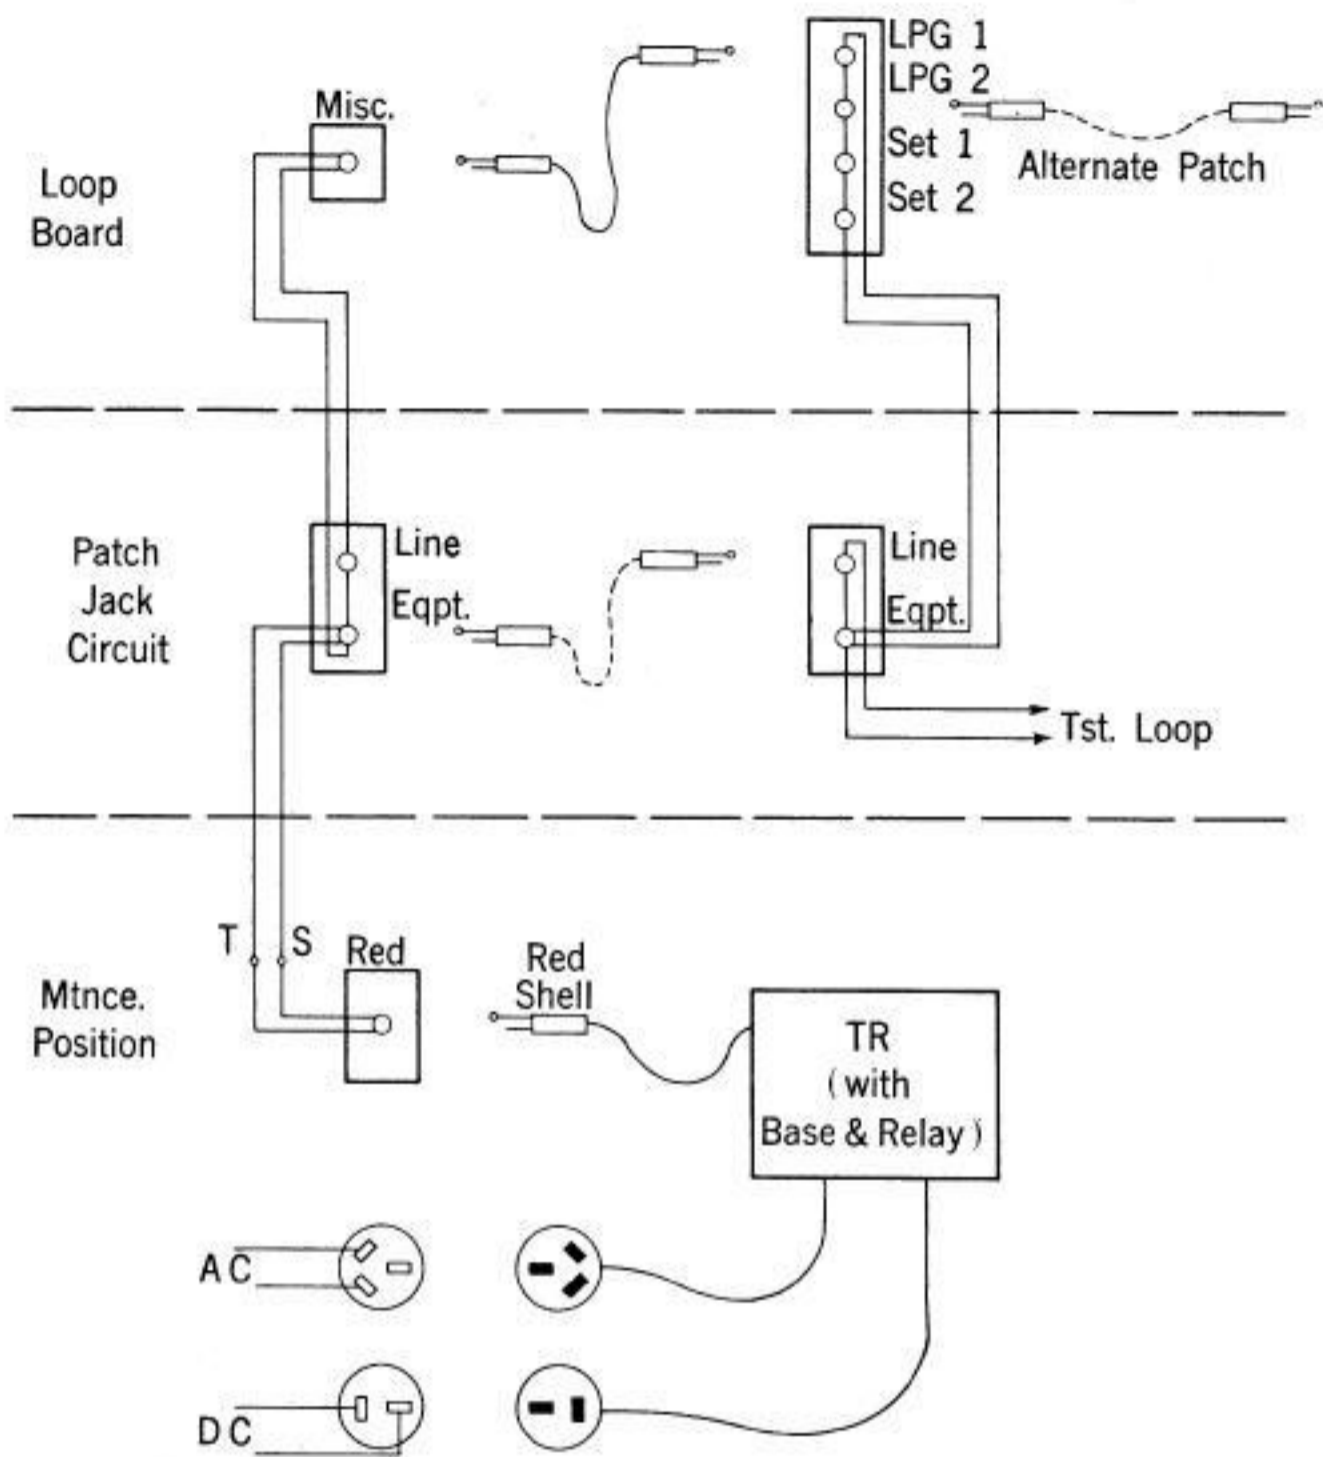 LPG 1
LPG 2
Misc.
Set 1
Set 2
Alternate Patch
Loop
Board
Line
Eqpt.
Line
Eqpt.
Patch
Jack
Circuit
Tst. Loop
T S
Red
Red
Shell
Mtnce.
Position
TR
(with
Base & Relay)
AC
DC